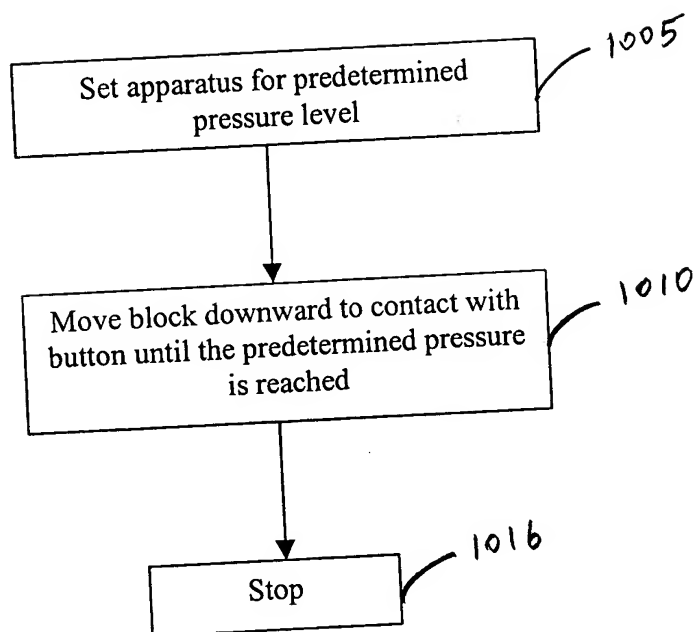 1005
Set apparatus for predetermined
pressure level
1010
Move block downward to contact with
button until the predetermined pressure
is reached
1016
Stop